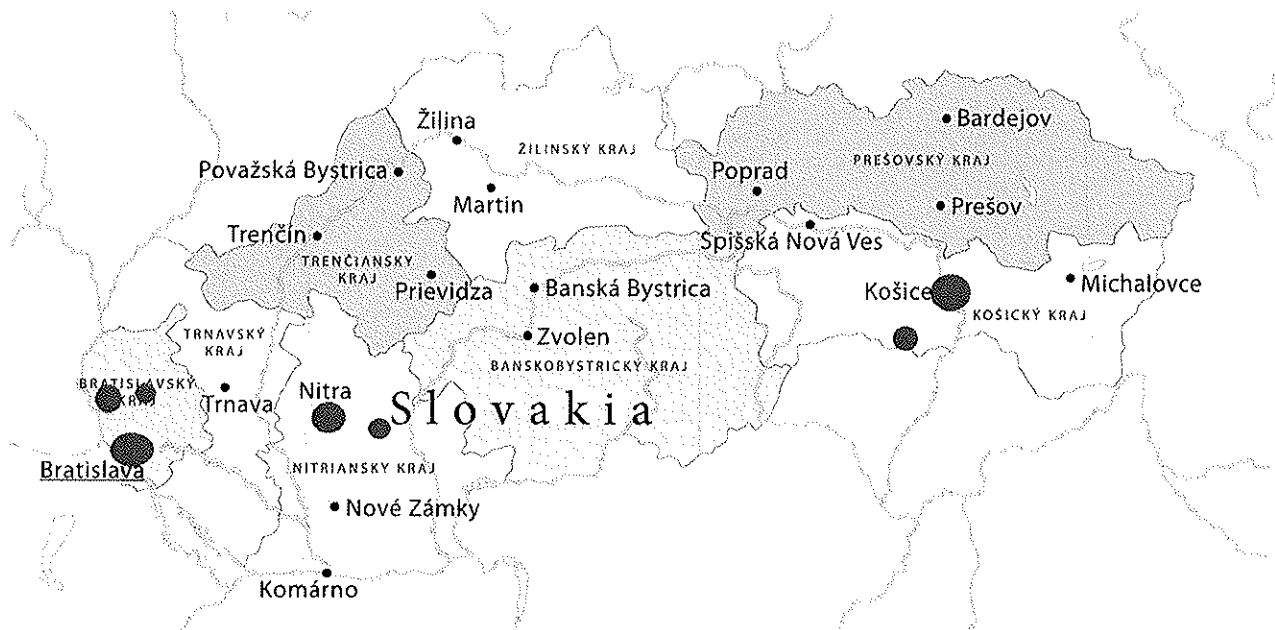 Žilina
Bardejov
ŽILINSKÝ KRAJ
PREŠOVSKÝ KRAJ
Považská Bystrica
Poprad
Martin
Prešov
Trenčín
Spišská Nová Ves
TRENČIANSKY
KRAJ
Prievidza
Banská Bystrica
Košice
Michalovce
KOŠICKÝ KRAJ
TRNAVSKÝ
KRAJ
Zvolen
BANSKOBYSTRICKÝ KRAJ
BRATISLAVSKÝ
KRAJ
Trnava
Nitra
Slovakia
Bratislava
NITRIANSKY KRAJ
Nové Zámky
Komárno